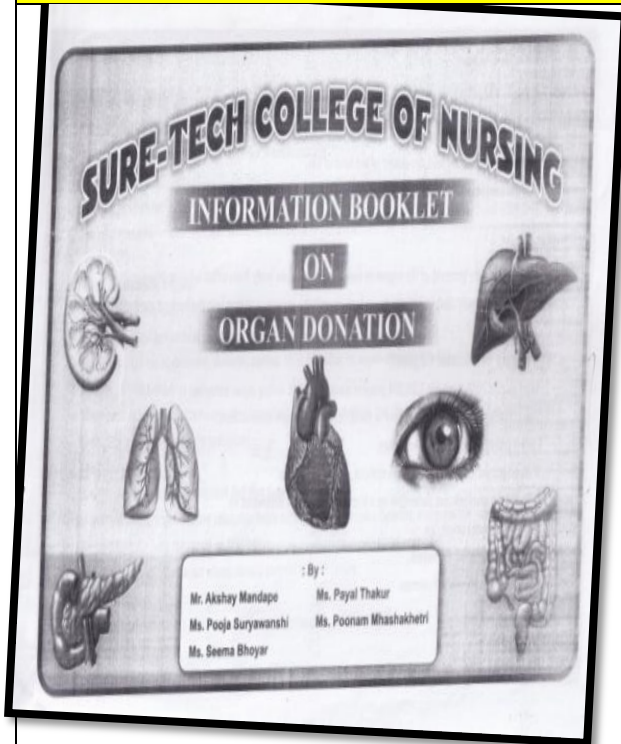 SURE-TECH COLLEGE OF NURSING
INFORMATION BOOKLET
ON
ORGAN DONATION
: By :
Mr. Akshay Mandape Ms. Payal Thakur
Ms. Pooja Suryawanshi Ms. Poonam Mhashakhetri
Ms. Seema Bhoyar